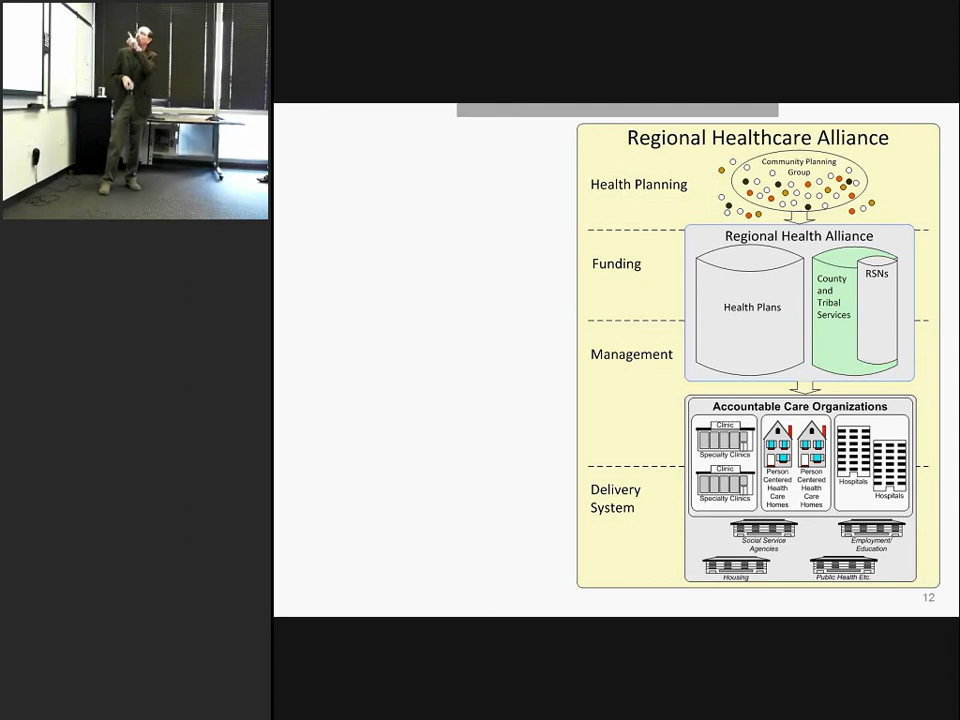 Regional Healthcare Alliance
Community Planning
Group
Health Planning
Regional Health Alliance
Funding
Health Plans
County
and
Tribal
Services
RSNs
Management
Accountable Care Organizations
Clinic
Specialty Clinics
Clinic
Specialty Clinics
Person
Centered
Health
Care
Homes
Person
Centered
Health
Care
Homes
Hospitals
Hospitals
Delivery
System
Social Service
Agencies
Employment/
Education
Housing
Public Health Etc.
12